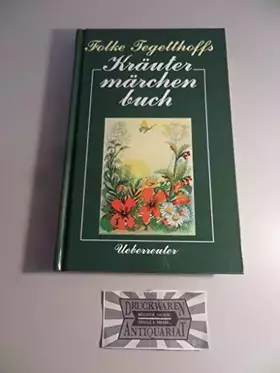 Folke Tegetthoffs
Kräuter
märchen
buch
Ueberreuter
DRUCKWAREN
ANTIQUARIAT